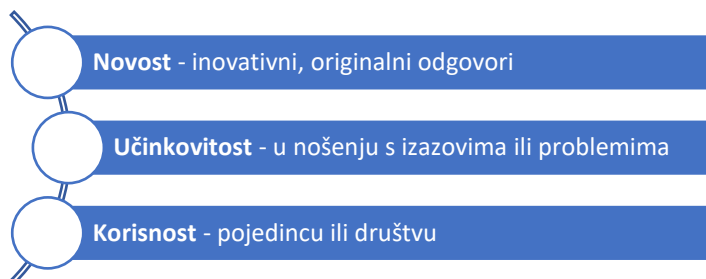 Novost - inovativni, originalni odgovori
Učinkovitost - u nošenju s izazovima ili problemima
Korisnost - pojedincu ili društvu